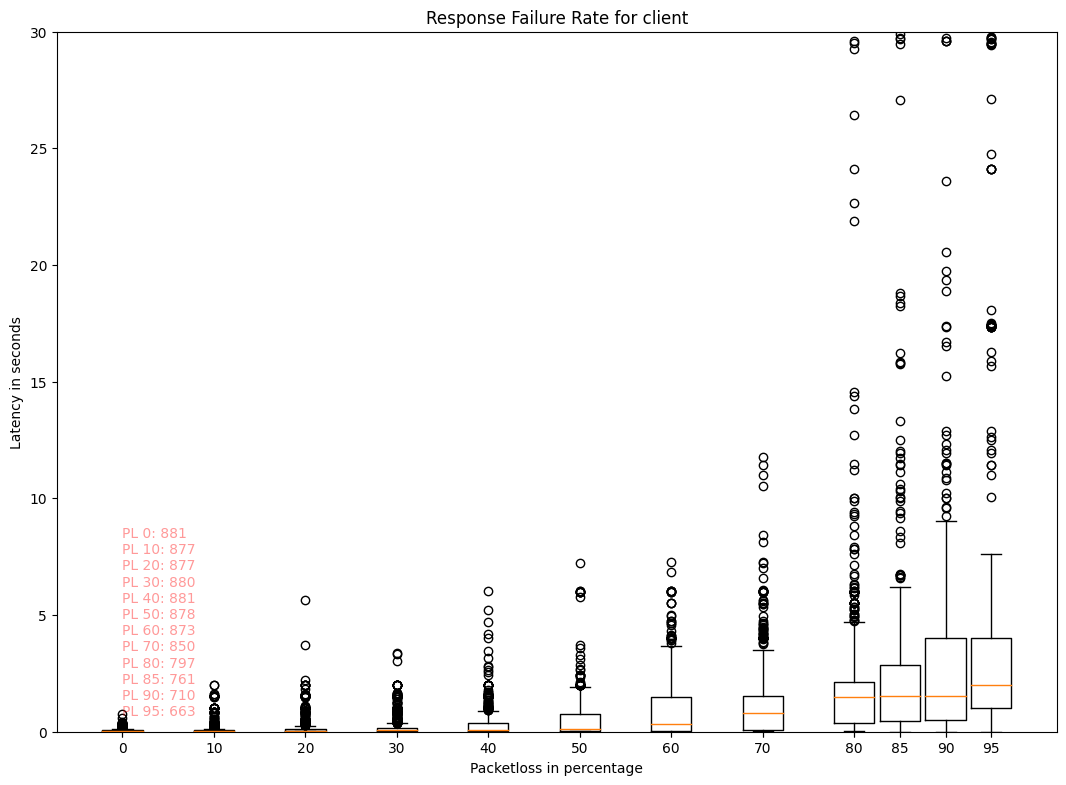 Response Failure Rate for client
Latency in seconds
30
25
20
15
10
5
0
PL 0: 881
PL 10: 877
PL 20: 877
PL 30: 880
PL 40: 881
PL 50: 878
PL 60: 873
PL 70: 850
PL 80: 797
PL 85: 761
PL 90: 710
PL 95: 663
0 10 20 30 40 50 60 70 80 85 90 95
Packetloss in percentage